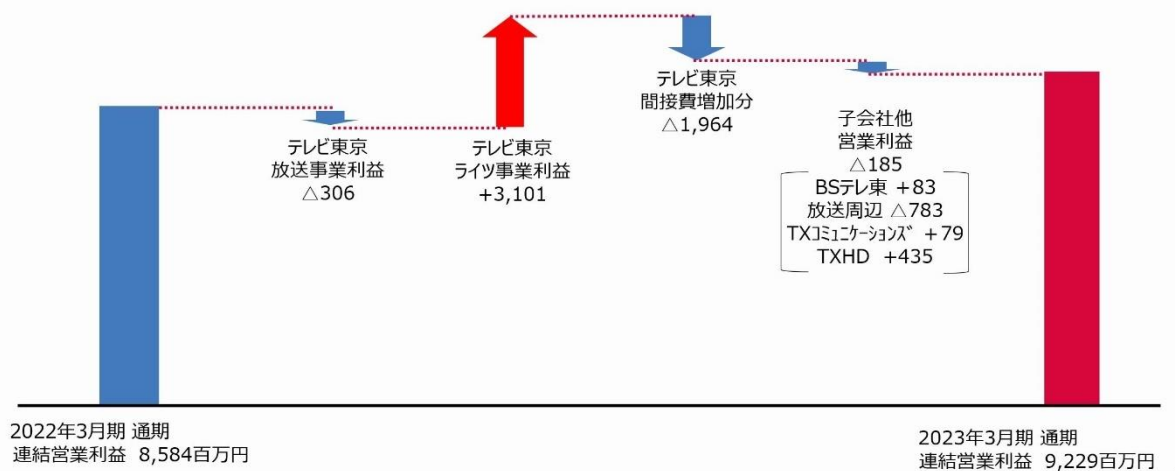 テレビ東京
放送事業利益
△306
テレビ東京
ライツ事業利益
+3,101
テレビ東京
間接費増加分
△1,964
子会社他
営業利益
△185
BSテレ東 +83
放送周辺 △783
TXｺﾐｭﾆｹｰｼｮﾝｽﾞ +79
TXHD +435
2022年3月期 通期
連結営業利益 8,584百万円
2023年3月期 通期
連結営業利益 9,229百万円